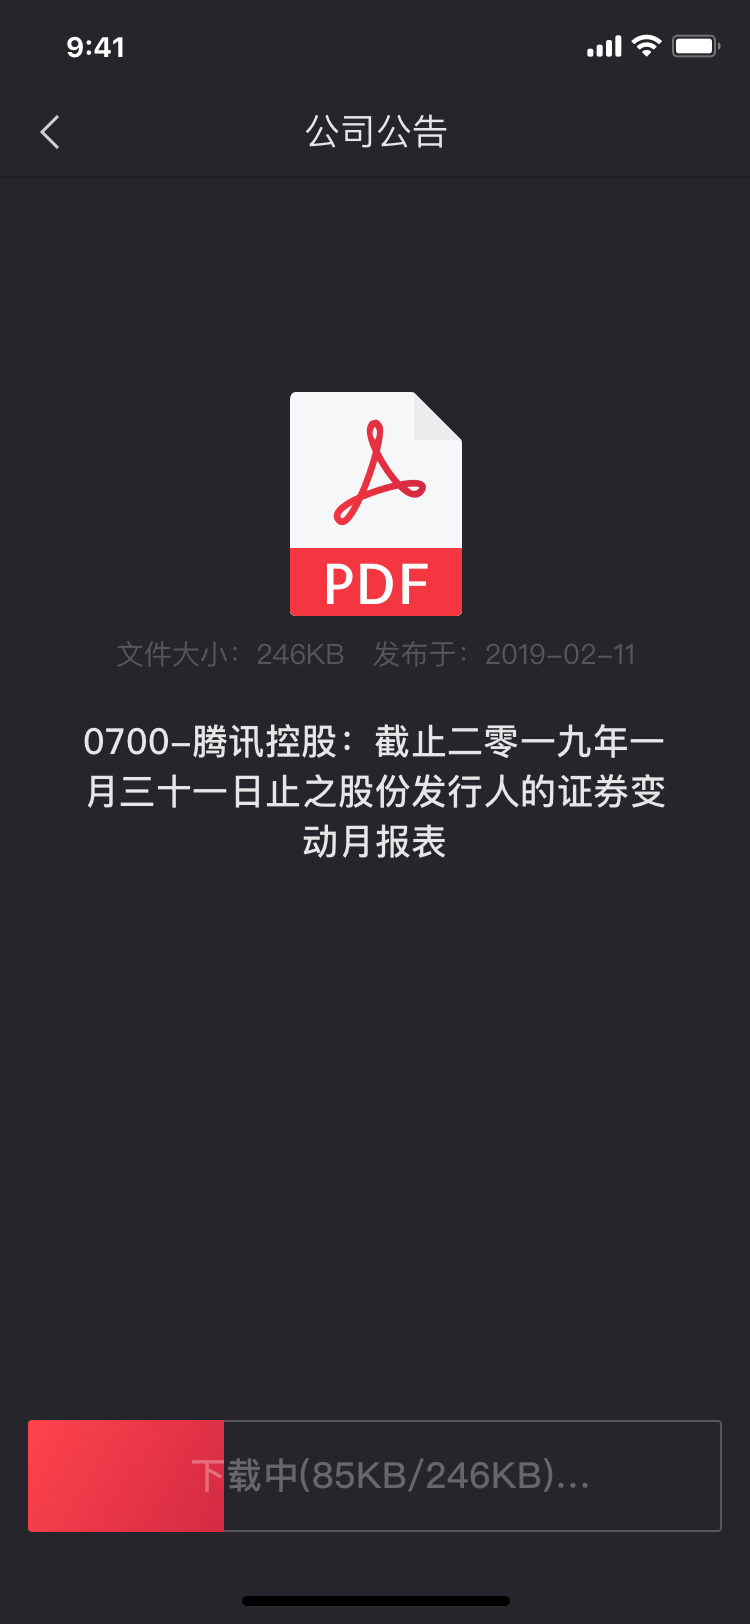 9:41
公司公告
PDF
文件大小：246KB 发布于：2019-02-11
0700-腾讯控股：截止二零一九年一
月三十一日止之股份发行人的证券变
动月报表
下载中(85KB/246KB)...